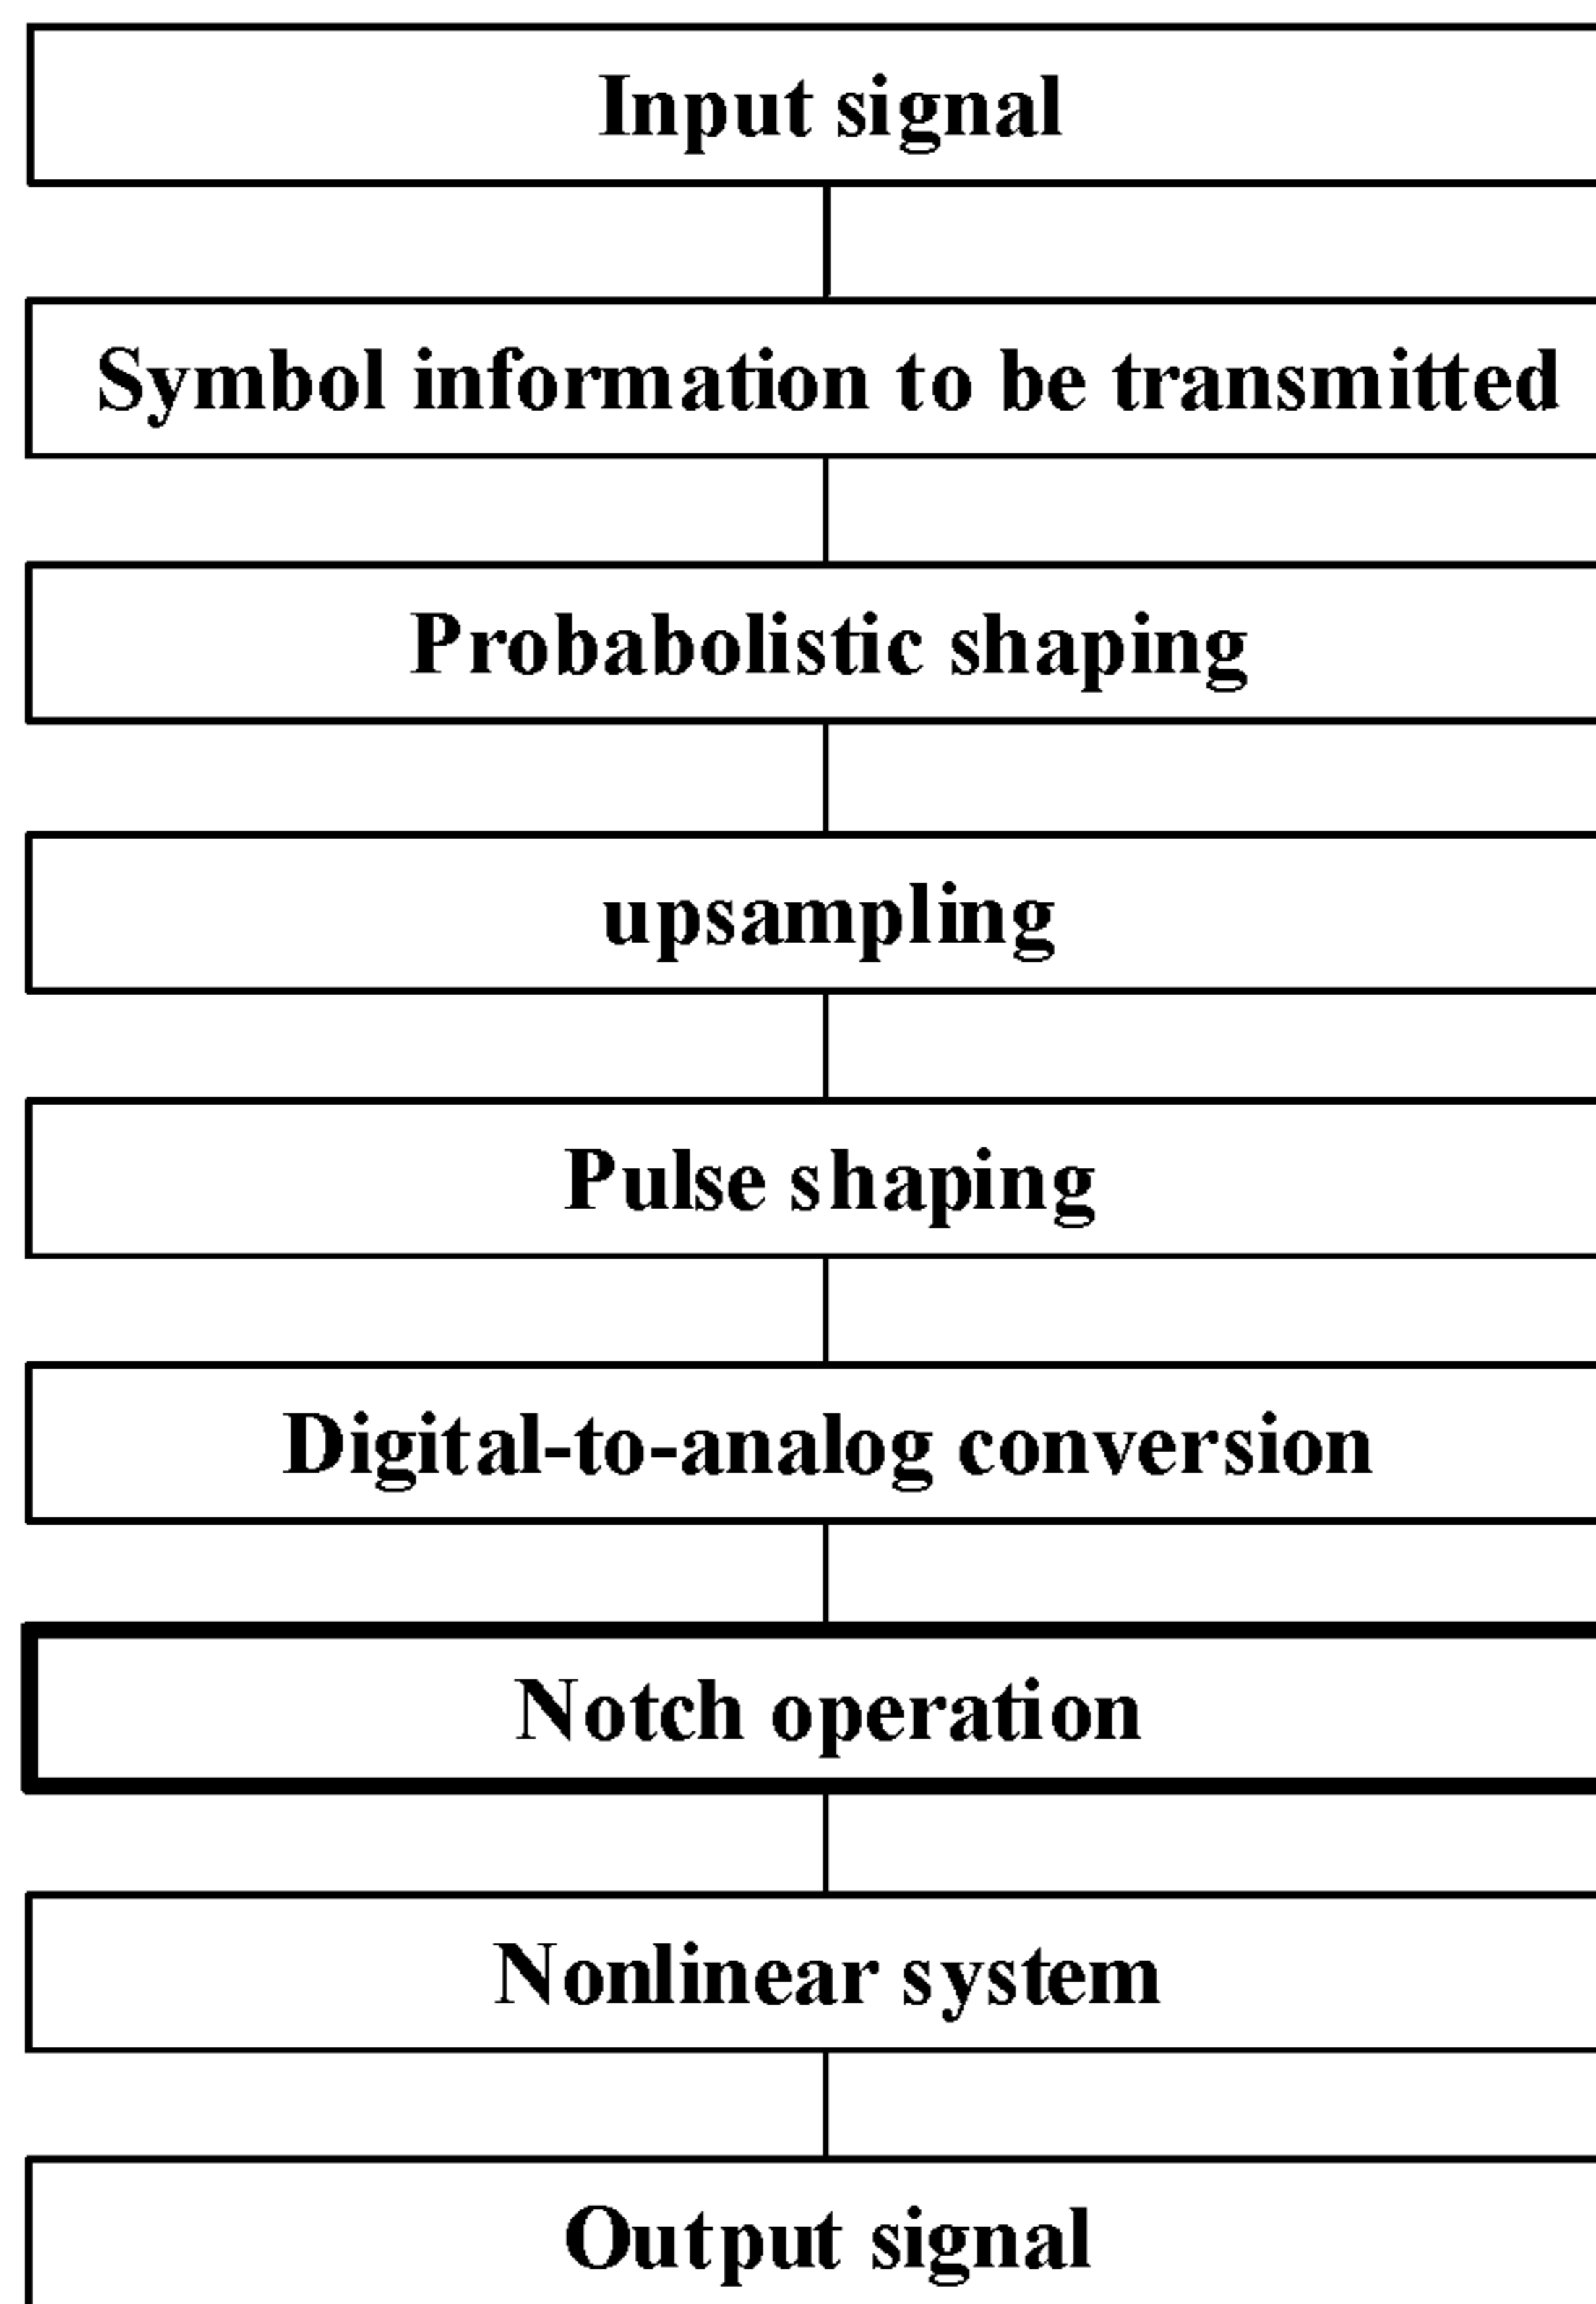 Input signal
Symbol information to be transmitted
Probabolistic shaping
upsampling
Pulse shaping
Digital-to-analog conversion
Notch operation
Nonlinear system
Output signal